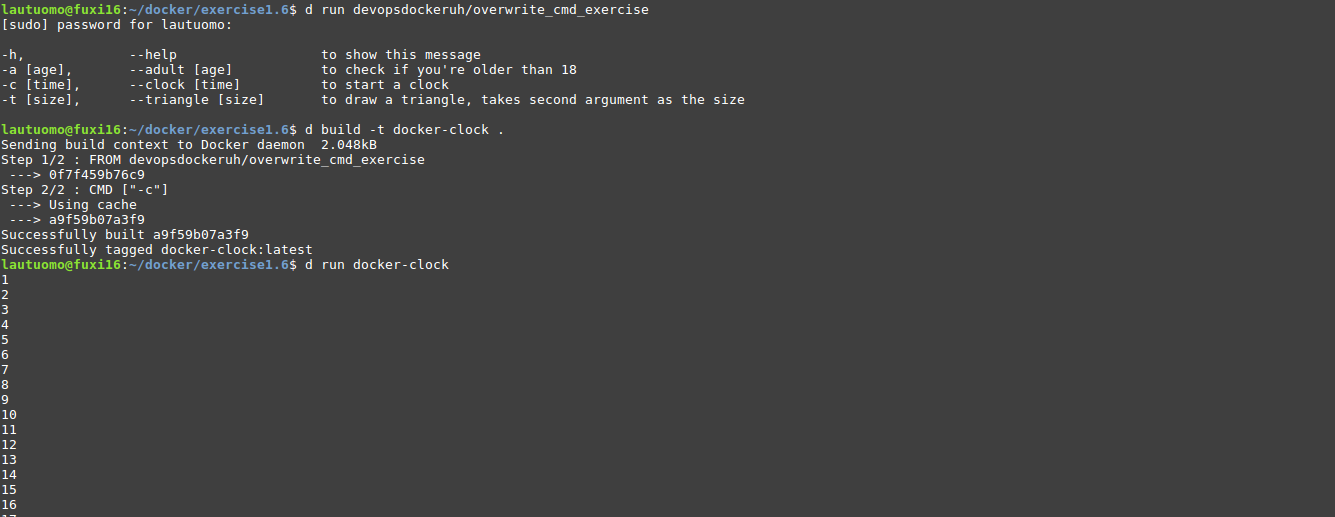 lautuomo@fuxi16:~/docker/exercise1.6$ d run devopsdockeruh/overwrite_cmd_exercise
[sudo] password for lautuomo:
-h,             --help                  to show this message
-a [age],       --adult [age]           to check if you're older than 18
-c [time],      --clock [time]          to start a clock
-t [size],      --triangle [size]       to draw a triangle, takes second argument as the size
lautuomo@fuxi16:~/docker/exercise1.6$ d build -t docker-clock .
Sending build context to Docker daemon  2.048kB
Step 1/2 : FROM devopsdockeruh/overwrite_cmd_exercise
 ---> 0f7f459b76c9
Step 2/2 : CMD ["-c"]
 ---> Using cache
 ---> a9f59b07a3f9
Successfully built a9f59b07a3f9
Successfully tagged docker-clock:latest
lautuomo@fuxi16:~/docker/exercise1.6$ d run docker-clock
1
2
3
4
5
6
7
8
9
10
11
12
13
14
15
16